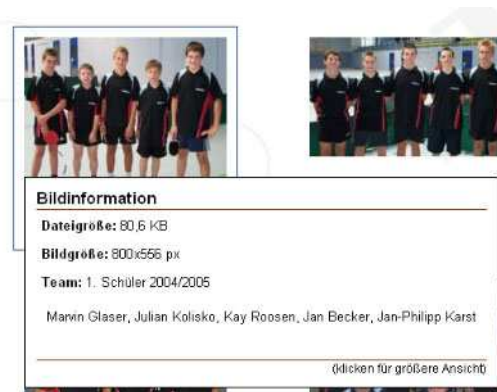 Bildinformation
Dateigröße: 80,6 KB
Bildgröße: 800x556 px
Team: 1. Schüler 2004/2005
Marvin Glaser, Julian Kolisko, Kay Roosen, Jan Becker, Jan-Philipp Karst
(klicken für größere Ansicht)